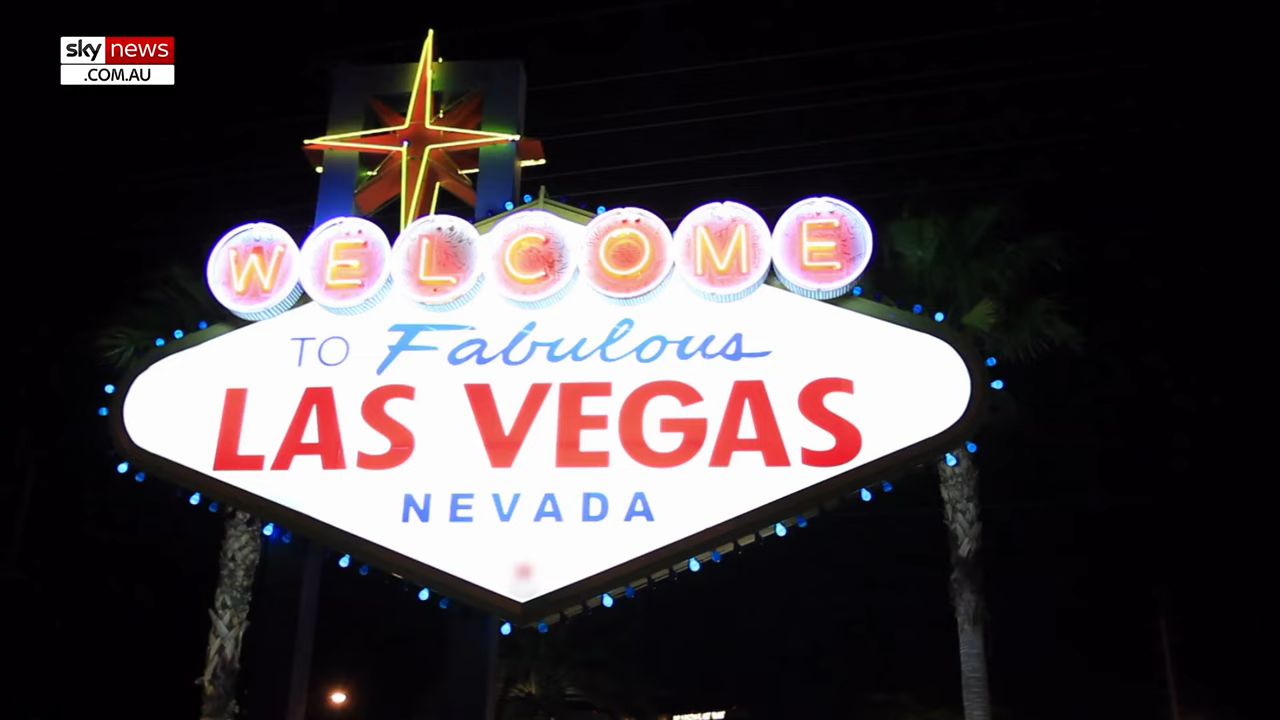 sky news
.COM.AU
WELCOME
TO Fabulous
LAS VEGAS
NEVADA